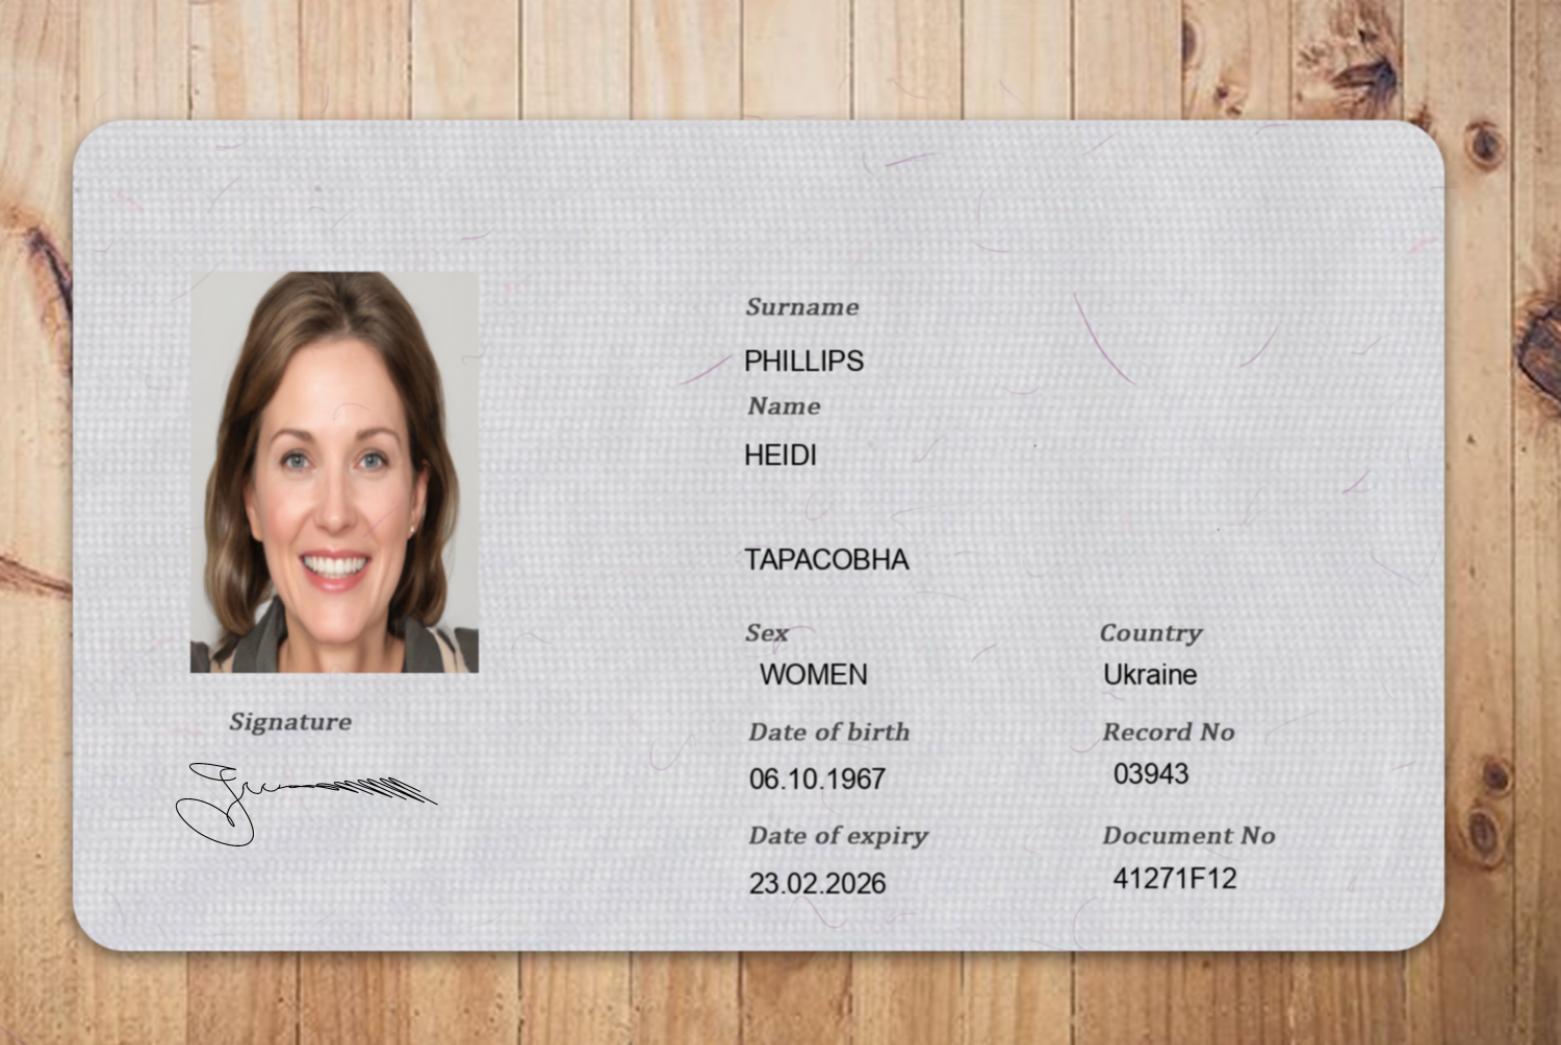 Surname
PHILLIPS
Name
HEIDI
TAPACOBHA
Sex
WOMEN
Country
Ukraine
Date of birth
06.10.1967
Record No
03943
Date of expiry
23.02.2026
Document No
41271F12
Signature